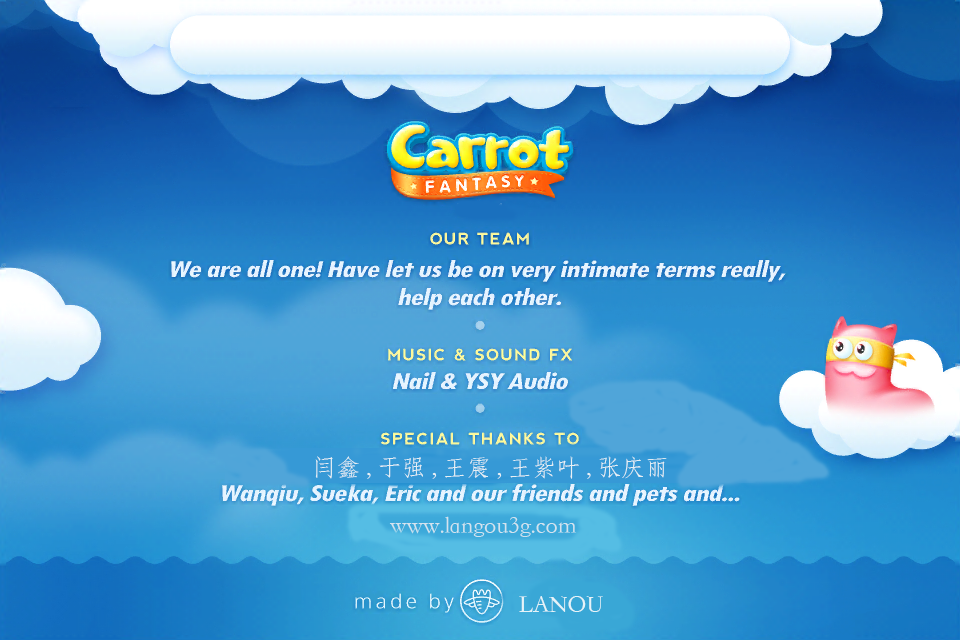 Carrot
FANTASY
OUR TEAM
We are all one! Have let us be on very intimate terms really,
help each other.
MUSIC & SOUND FX
Nail & YSY Audio
SPECIAL THANKS TO
闫鑫,于强,王震,王紫叶,张庆丽
Wanqiu, Sueka, Eric and our friends and pets and...
www.langou3g.com
made by LANOU